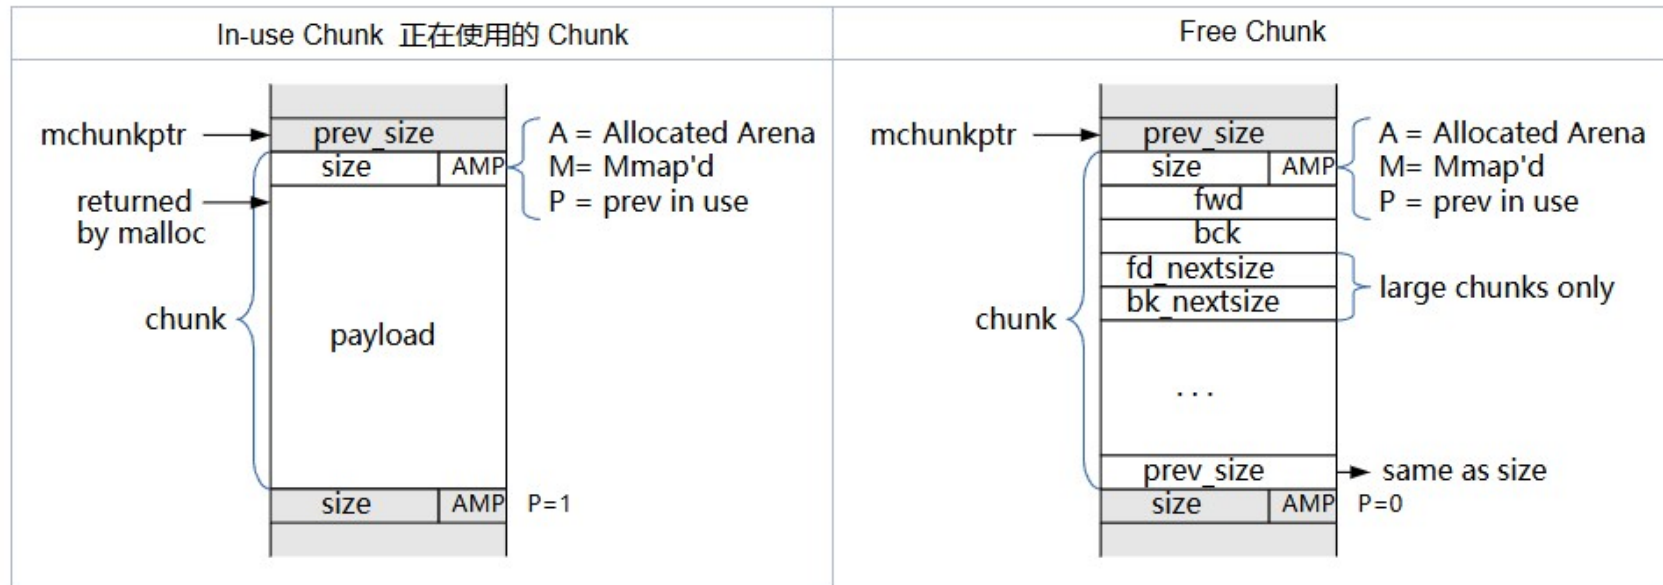 In-use Chunk 正在使用的 Chunk
mchunkptr
prev_size
size
AMP
A = Allocated Arena
M= Mmap'd
P = prev in use
returned
by malloc
chunk
payload
size
AMP
P=1
Free Chunk
mchunkptr
prev_size
size
AMP
A = Allocated Arena
M= Mmap'd
P = prev in use
fwd
bck
fd_nextsize
bk_nextsize
large chunks only
chunk
. . .
prev_size
same as size
size
AMP
P=0